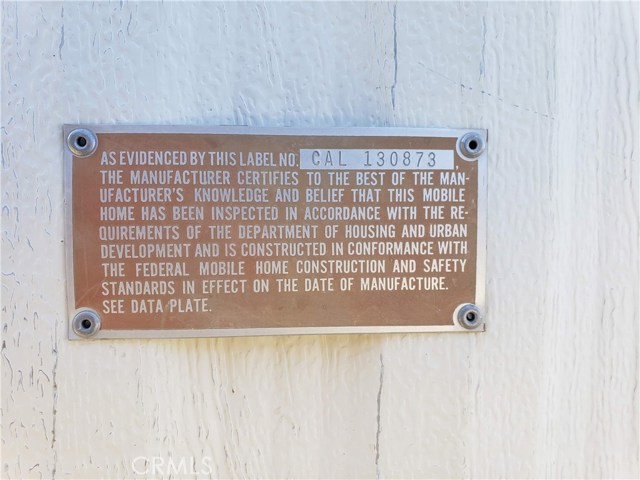 AS EVIDENCED BY THIS LABEL NO. CAL 130873
THE MANUFACTURER CERTIFIES TO THE BEST OF THE MAN-
UFACTURER'S KNOWLEDGE AND BELIEF THAT THIS MOBILE
HOME HAS BEEN INSPECTED IN ACCORDANCE WITH THE RE-
QUIREMENTS OF THE DEPARTMENT OF HOUSING AND URBAN
DEVELOPMENT AND IS CONSTRUCTED IN CONFORMANCE WITH
THE FEDERAL MOBILE HOME CONSTRUCTION AND SAFETY
STANDARDS IN EFFECT ON THE DATE OF MANUFACTURE.
SEE DATA PLATE.
CRMLS